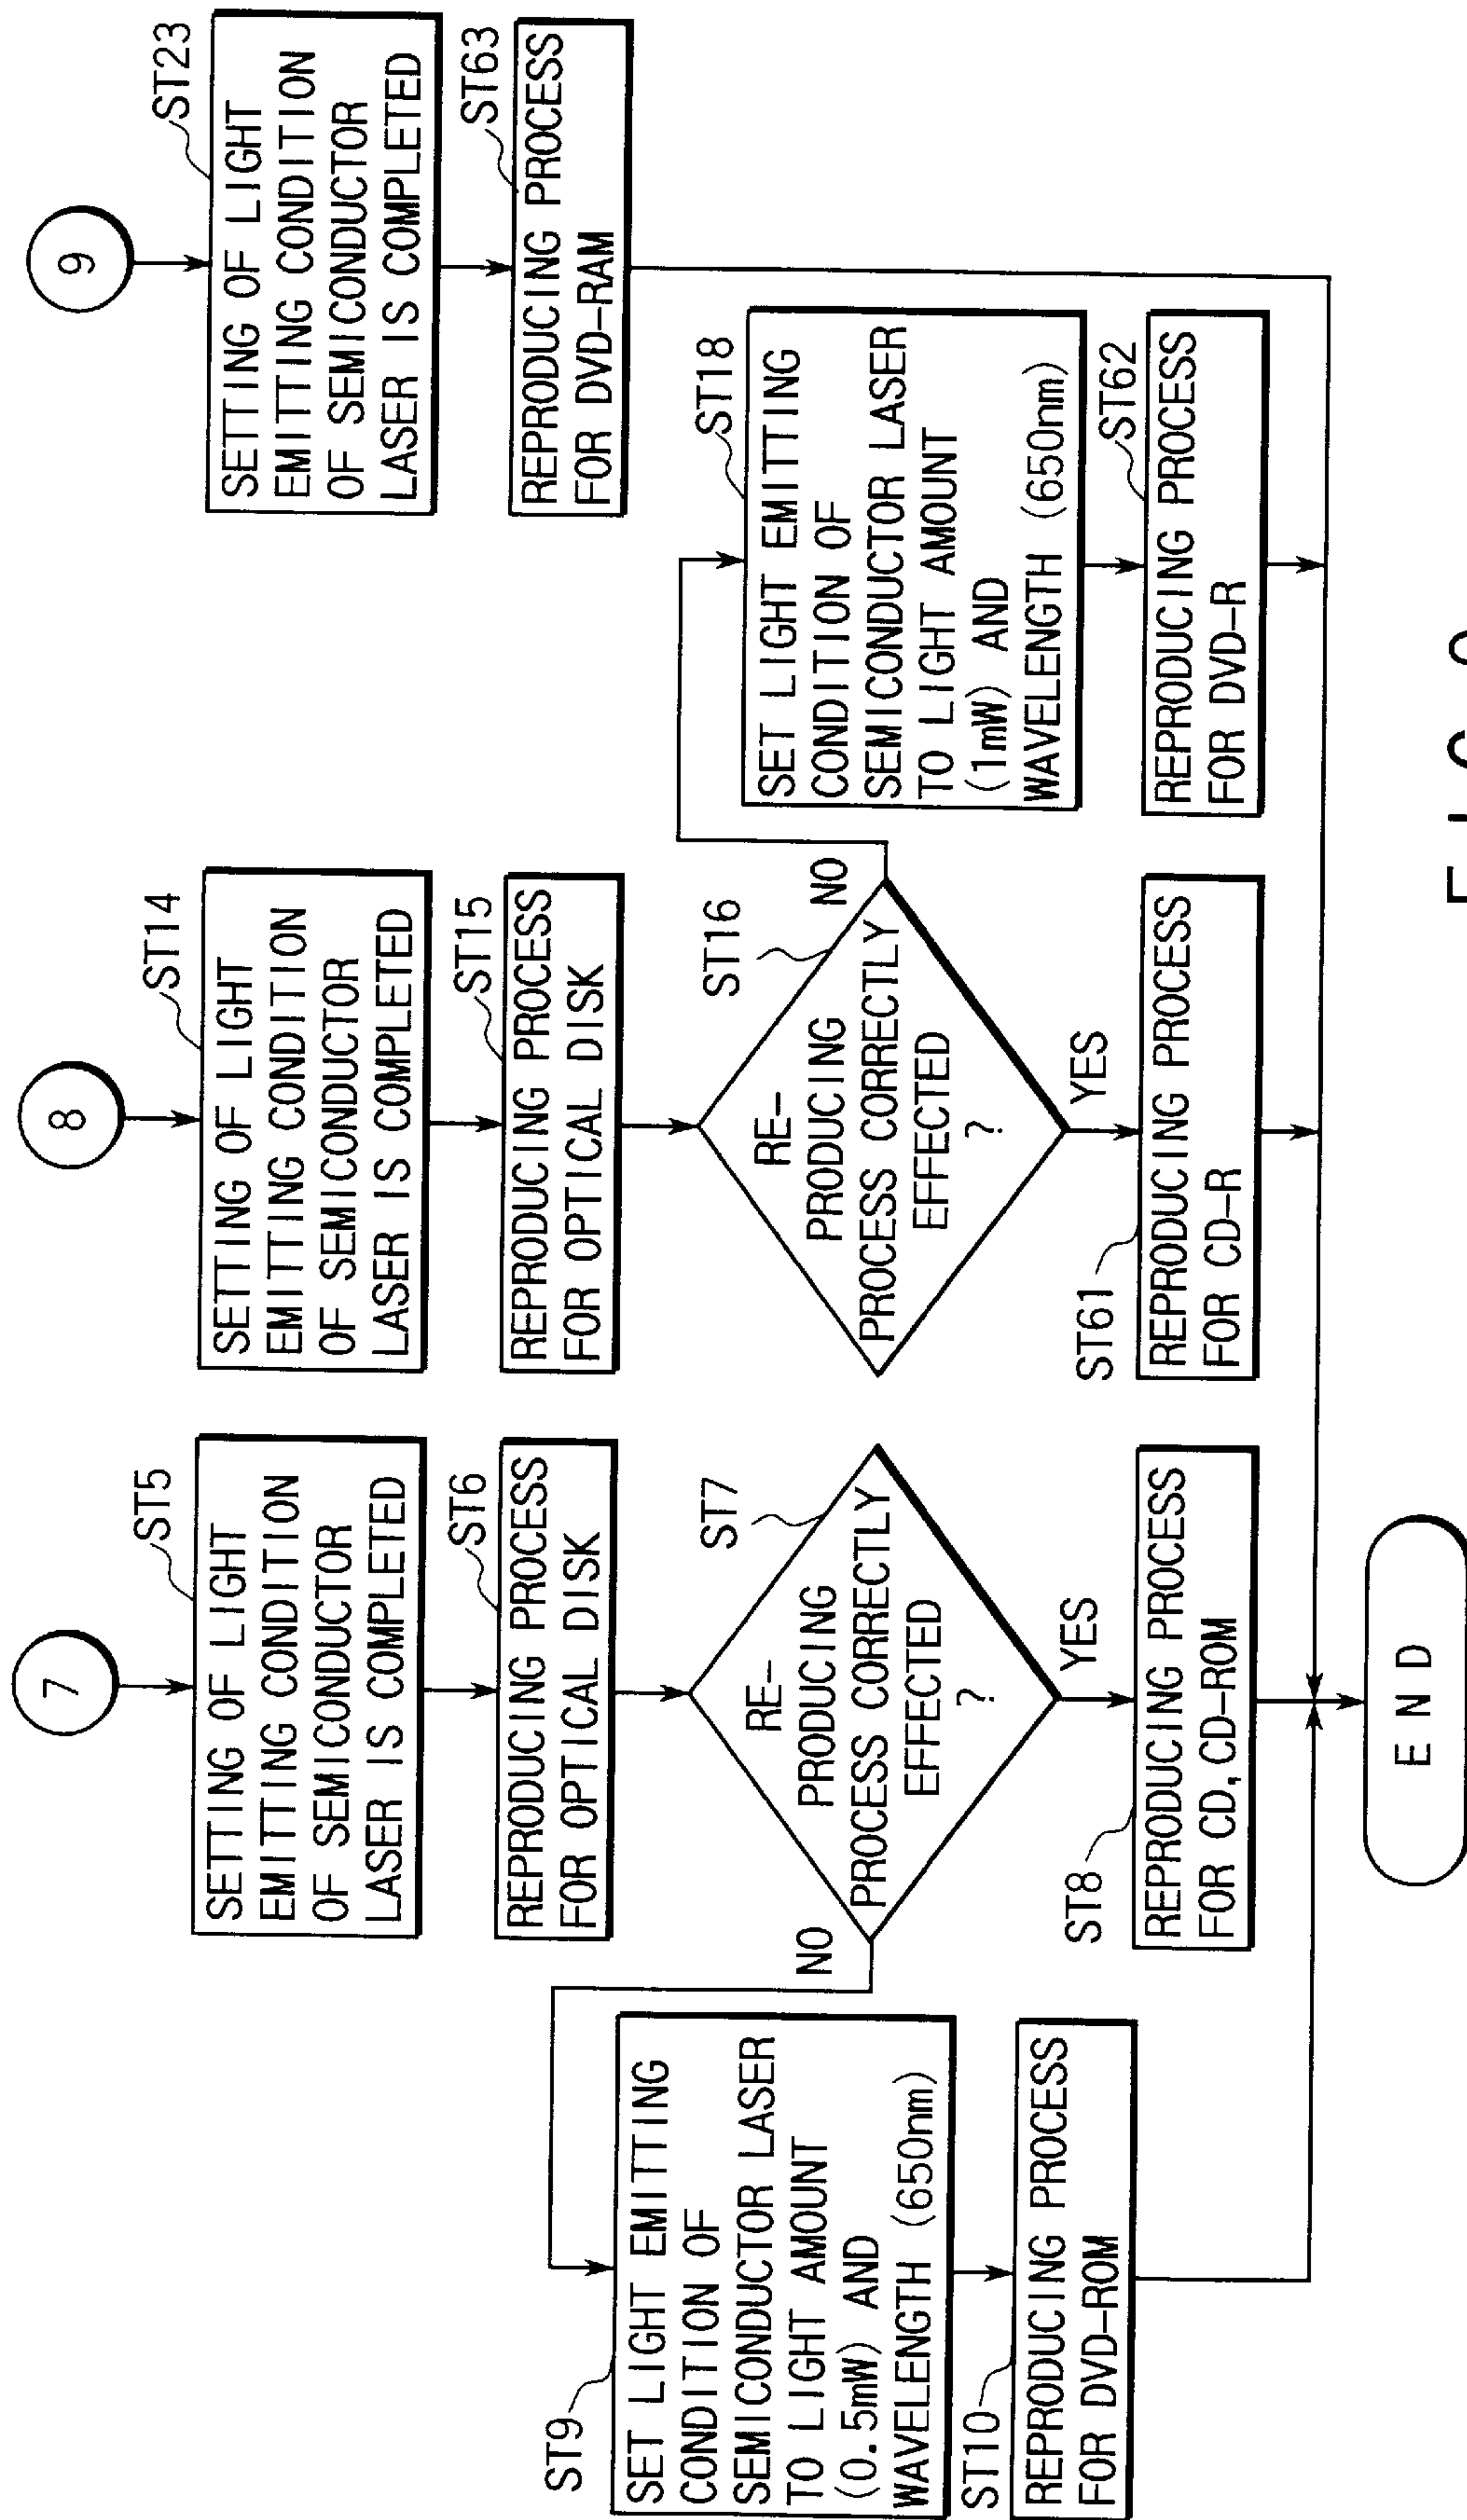 7
ST5
SETTING OF LIGHT
EMITTING CONDITION
OF SEMICONDUCTOR
LASER IS COMPLETED
ST6
REPRODUCING PROCESS
FOR OPTICAL DISK
ST7
RE-
PRODUCING
PROCESS CORRECTLY
EFFECTED
?
NO
YES
ST9
SET LIGHT EMITTING
CONDITION OF
SEMICONDUCTOR LASER
TO LIGHT AMOUNT
(0.5mW) AND
WAVELENGTH (650nm)
ST10
REPRODUCING PROCESS
FOR DVD-ROM
ST8
REPRODUCING PROCESS
FOR CD,CD-ROM
8
ST14
SETTING OF LIGHT
EMITTING CONDITION
OF SEMICONDUCTOR
LASER IS COMPLETED
ST15
REPRODUCING PROCESS
FOR OPTICAL DISK
ST16
RE-
PRODUCING
PROCESS CORRECTLY
EFFECTED
?
NO
YES
ST61
REPRODUCING PROCESS
FOR CD-R
ST18
SET LIGHT EMITTING
CONDITION OF
SEMICONDUCTOR LASER
TO LIGHT AMOUNT
(1mW) AND
WAVELENGTH (650nm)
ST62
REPRODUCING PROCESS
FOR DVD-R
9
ST23
SETTING OF LIGHT
EMITTING CONDITION
OF SEMICONDUCTOR
LASER IS COMPLETED
ST63
REPRODUCING PROCESS
FOR DVD-RAM
END